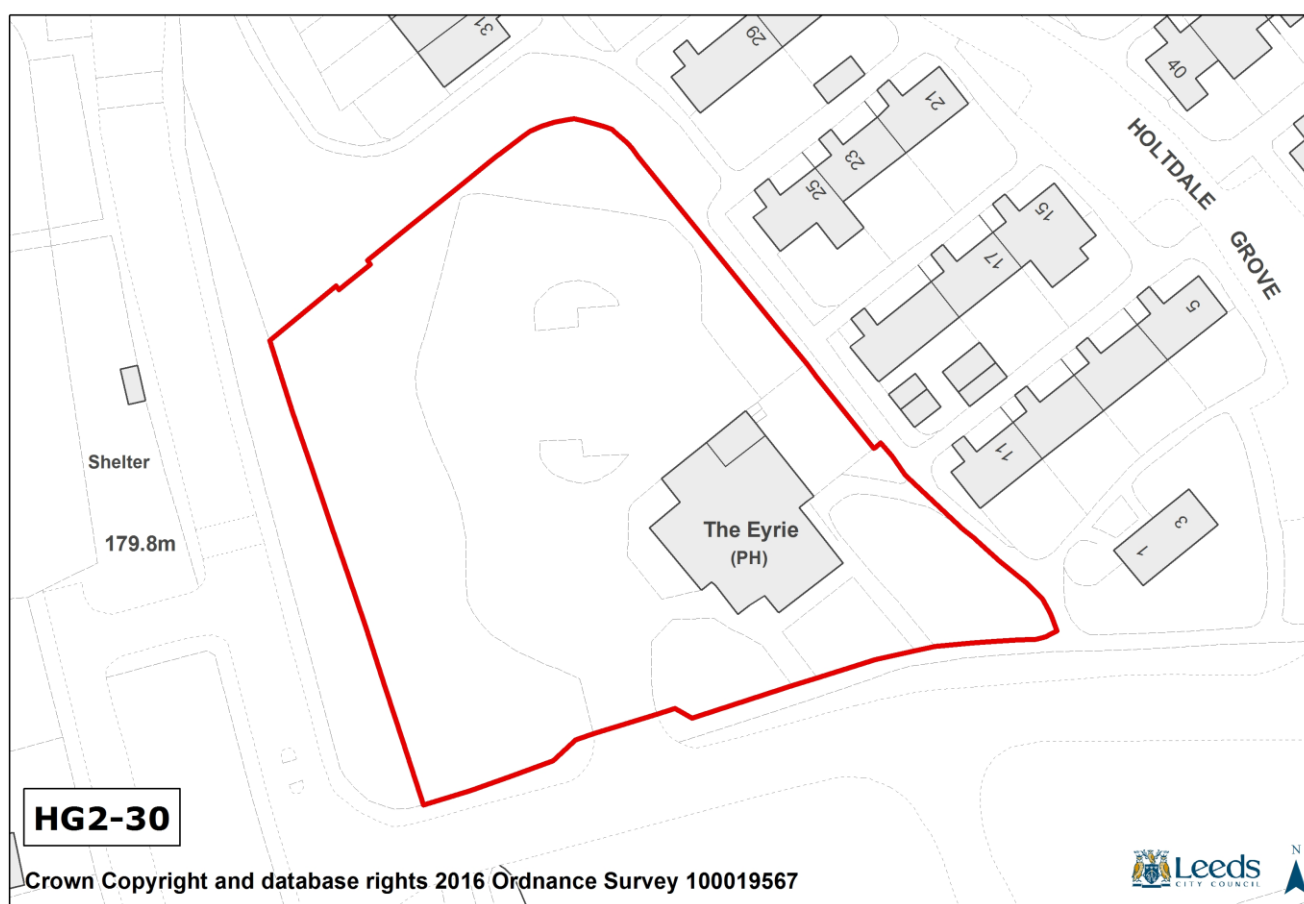 31
29
21
23
25
40
HOLTDALE
GROVE
15
17
5
11
3
1
Shelter
179.8m
The Eyrie
(PH)
HG2-30
Crown Copyright and database rights 2016 Ordnance Survey 100019567
Leeds
CITY COUNCIL
N